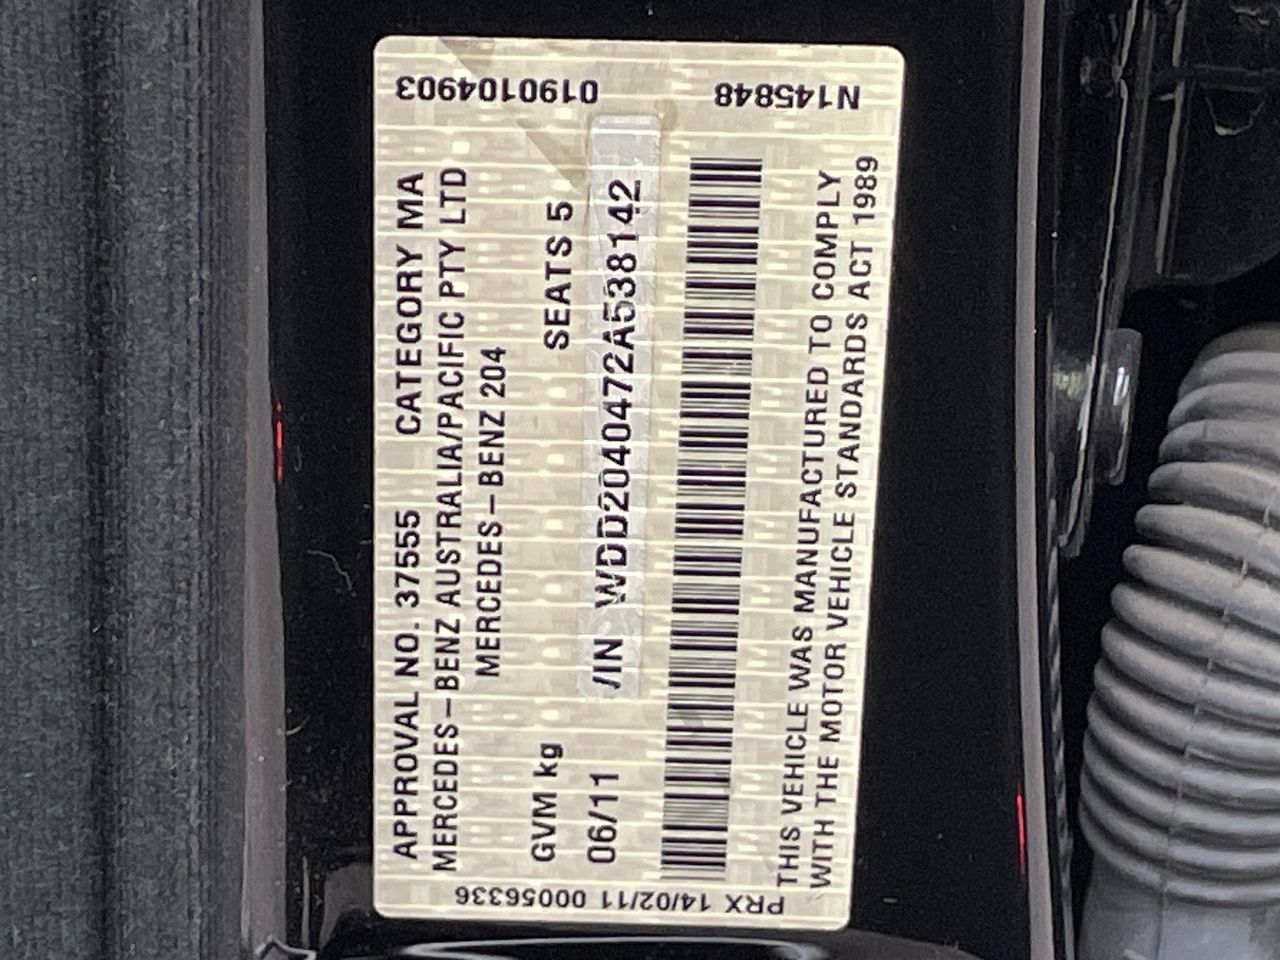 APPROVAL NO. 37555 CATEGORY MA
MERCEDES-BENZ AUSTRALIA/PACIFIC PTY LTD
MERCEDES-BENZ 204
GVM kg SEATS 5
06/11 /IN WDD2040472A538142
THIS VEHICLE WAS MANUFACTURED TO COMPLY
WITH THE MOTOR VEHICLE STANDARDS ACT 1989
0190104903 N145848
PRX 14/02/11 00056336